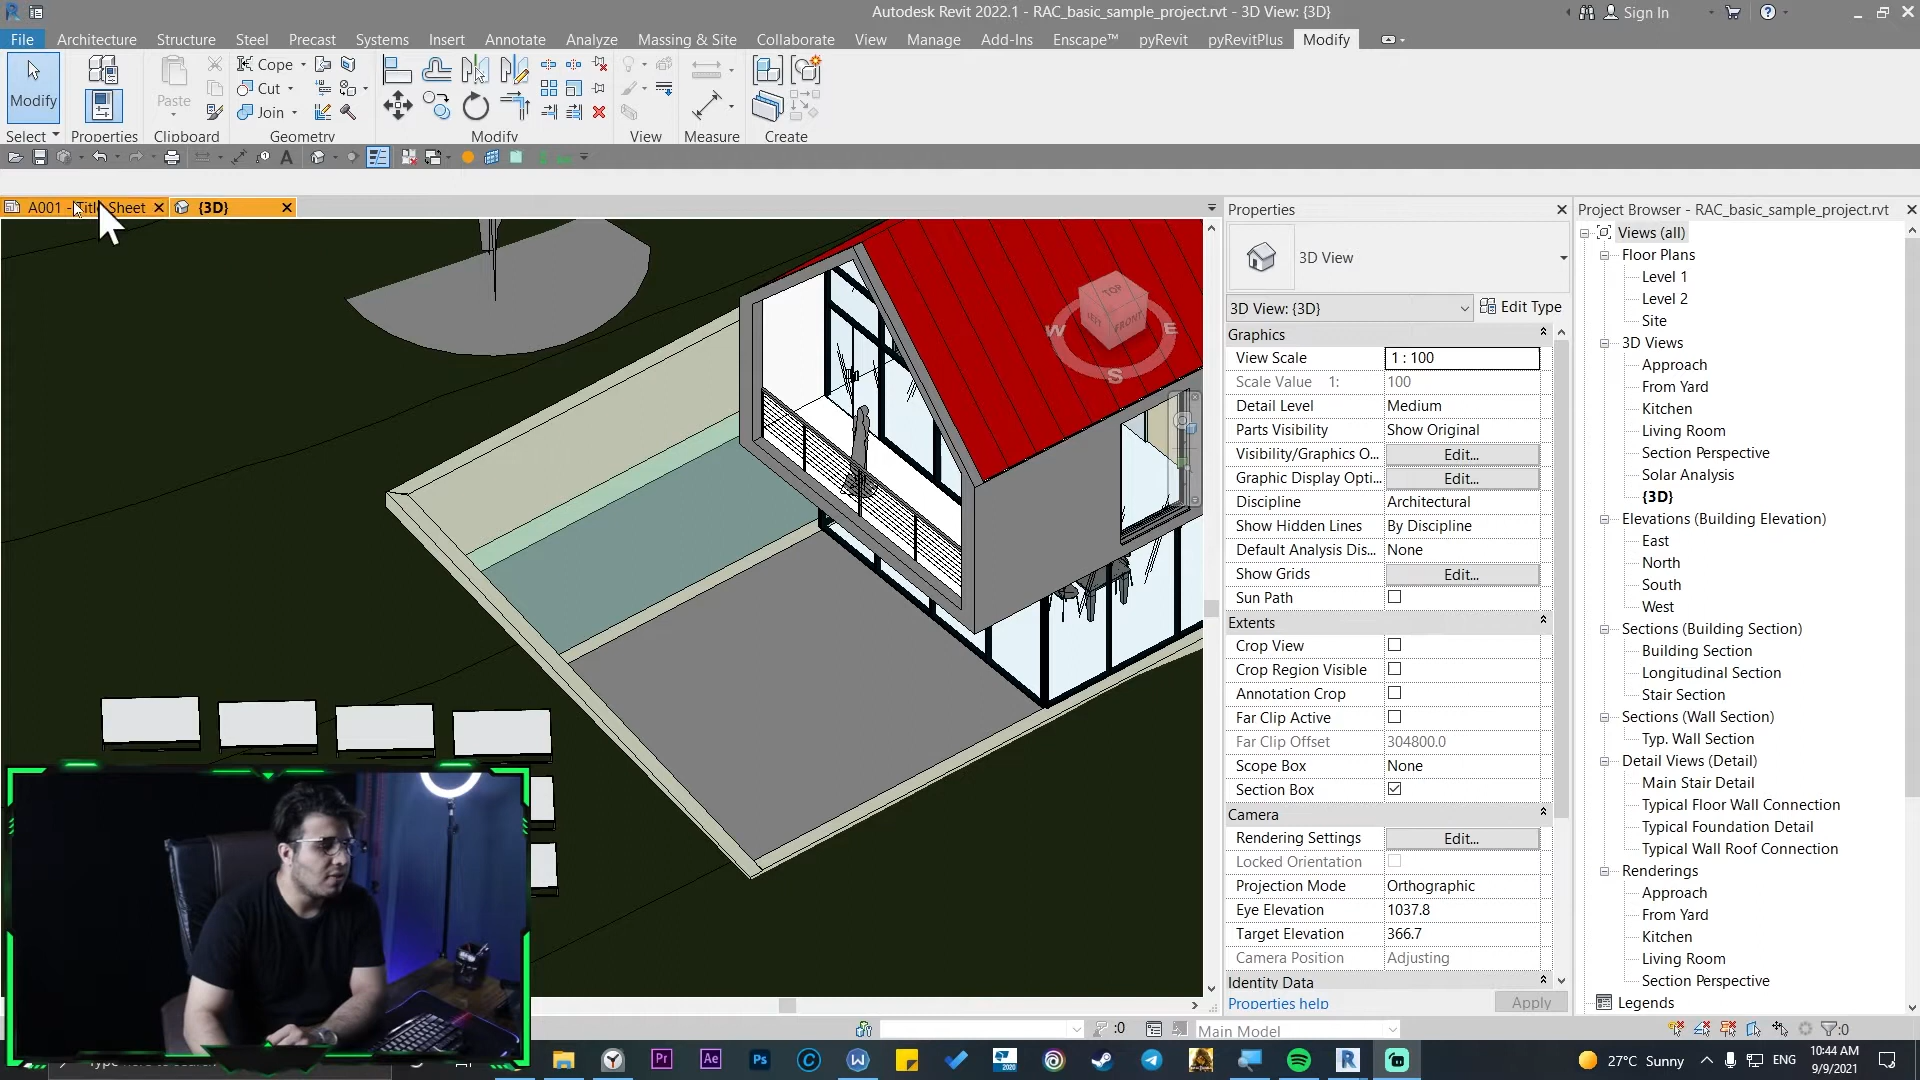 Autodesk Revit 2022.1 - RAC_basic_sample_project.rvt - 3D View: {3D}
Sign In
File Architecture Structure Steel Precast Systems Insert Annotate Analyze Massing & Site Collaborate View Manage Add-Ins Enscape™ pyRevit pyRevitPlus Modify
Modify
Paste
Cope
Cut
Join
Select Properties Clipboard Geometry Modify View Measure Create
A001 - Title Sheet
{3D}
TOP
LEFT
FRONT
W
E
S
Properties
3D View
3D View: {3D}
Edit Type
Graphics
View Scale 1 : 100
Scale Value 1: 100
Detail Level Medium
Parts Visibility Show Original
Visibility/Graphics O... Edit...
Graphic Display Opti... Edit...
Discipline Architectural
Show Hidden Lines By Discipline
Default Analysis Dis... None
Show Grids Edit...
Sun Path
Extents
Crop View
Crop Region Visible
Annotation Crop
Far Clip Active
Far Clip Offset 304800.0
Scope Box None
Section Box
Camera
Rendering Settings Edit...
Locked Orientation
Projection Mode Orthographic
Eye Elevation 1037.8
Target Elevation 366.7
Camera Position Adjusting
Identity Data
Properties help
Apply
Project Browser - RAC_basic_sample_project.rvt
Views (all)
Floor Plans
Level 1
Level 2
Site
3D Views
Approach
From Yard
Kitchen
Living Room
Section Perspective
Solar Analysis
{3D}
Elevations (Building Elevation)
East
North
South
West
Sections (Building Section)
Building Section
Longitudinal Section
Stair Section
Sections (Wall Section)
Typ. Wall Section
Detail Views (Detail)
Main Stair Detail
Typical Floor Wall Connection
Typical Foundation Detail
Typical Wall Roof Connection
Renderings
Approach
From Yard
Kitchen
Living Room
Section Perspective
Legends
:0
Main Model
:0
Pr
Ae
Ps
2020
R
27°C Sunny
ENG
10:44 AM
9/9/2021